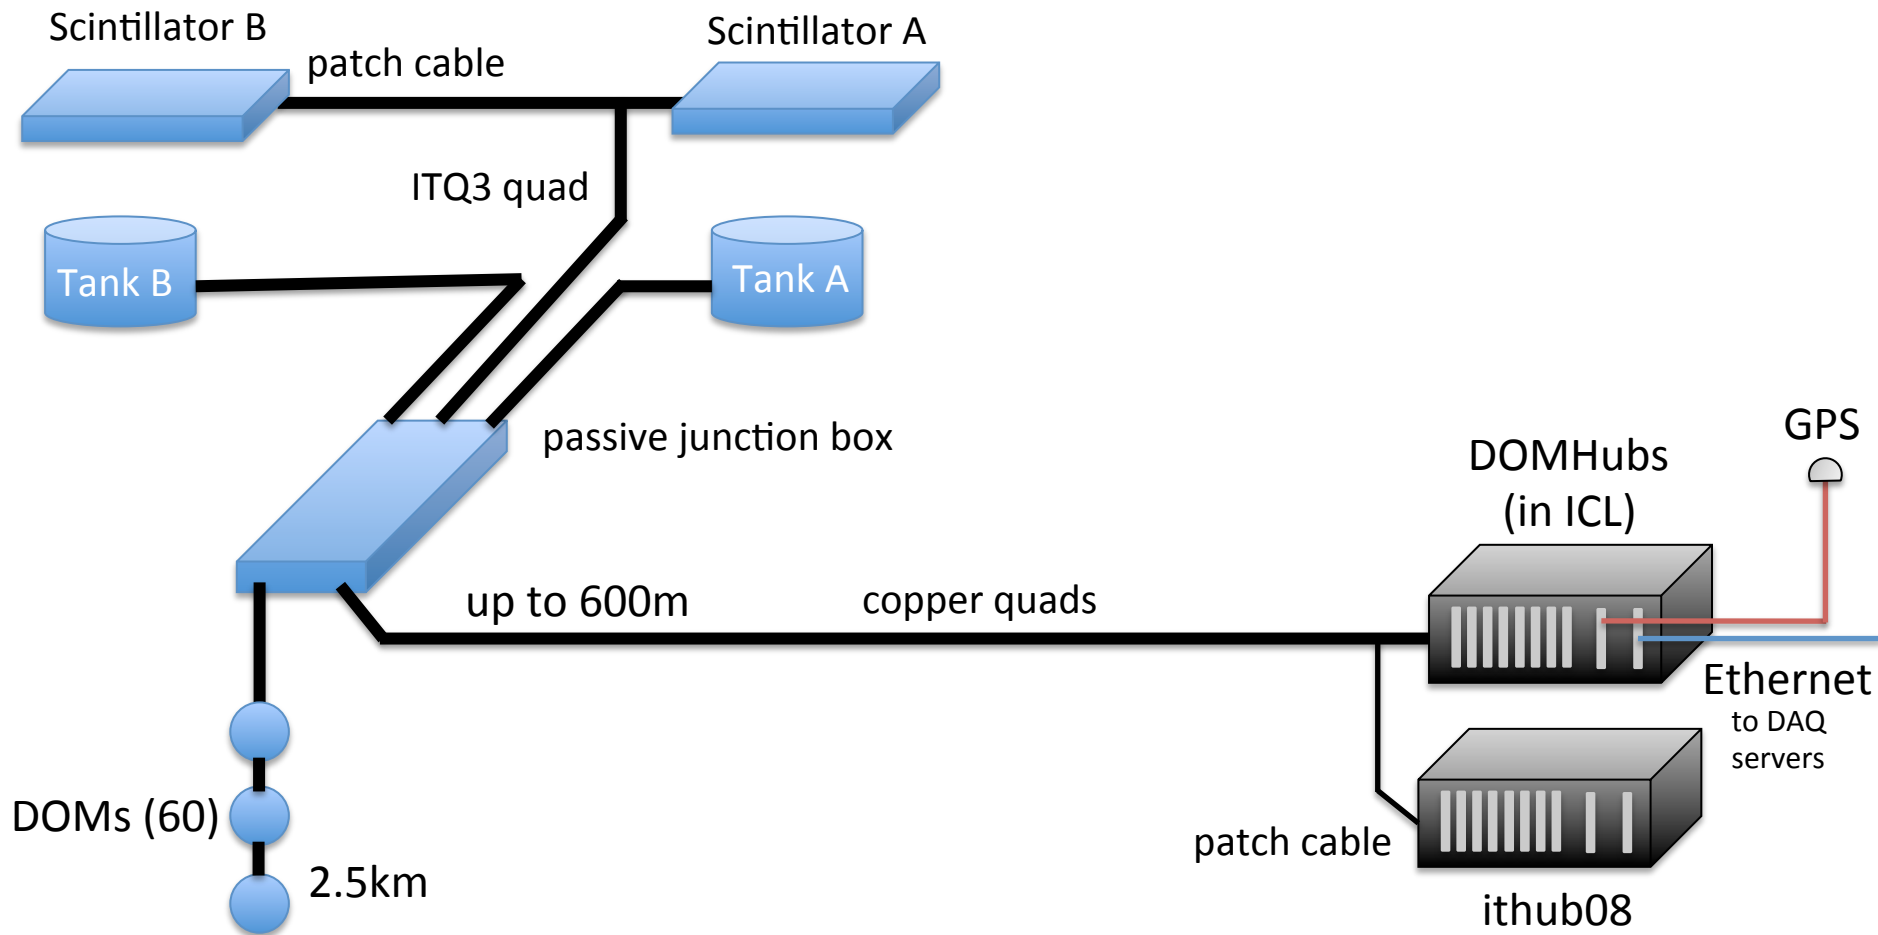 Scintillator B
patch cable
Scintillator A
ITQ3 quad
Tank B
Tank A
passive junction box
GPS
DOMHubs
(in ICL)
up to 600m
copper quads
Ethernet
to DAQ
servers
DOMs (60)
patch cable
2.5km
ithub08